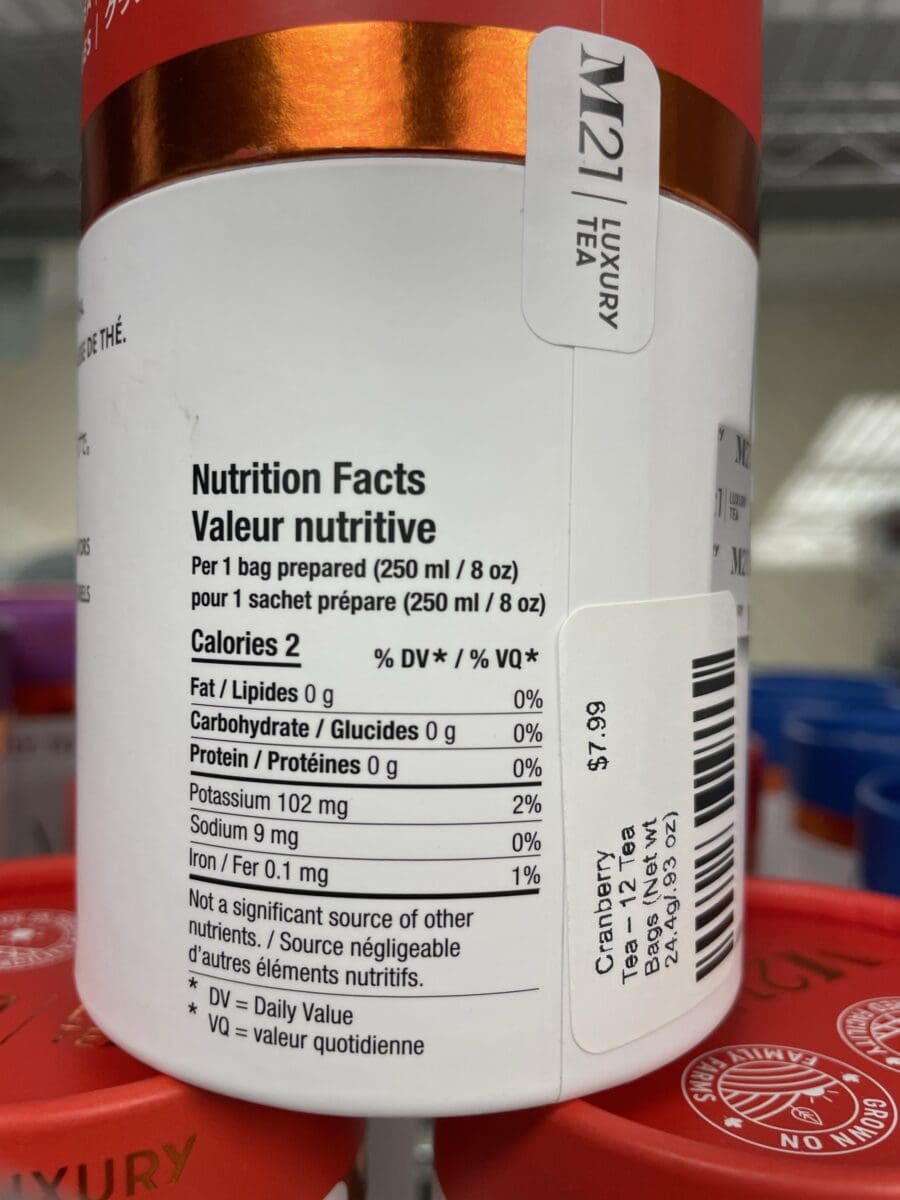 M21 | LUXURY
TEA
DE THÉ.
Nutrition Facts
Valeur nutritive
Per 1 bag prepared (250 ml / 8 oz)
pour 1 sachet prépare (250 ml / 8 oz)
Calories 2
% DV* / % VQ*
Fat / Lipides 0 g 0%
Carbohydrate / Glucides 0 g 0%
Protein / Protéines 0 g 0%
Potassium 102 mg 2%
Sodium 9 mg 0%
Iron / Fer 0.1 mg 1%
Not a significant source of other
nutrients. / Source négligeable
d'autres éléments nutritifs.
* DV = Daily Value
* VQ = valeur quotidienne
$7.99
Cranberry
Tea – 12 Tea
Bags (Net wt
24.4g/.93 oz)
M21
GROWN ON
FAMILY FARMS